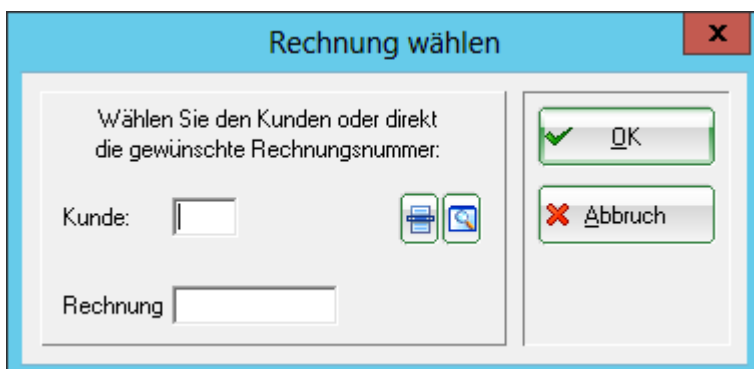 Rechnung wählen
x
Wählen Sie den Kunden oder direkt
die gewünschte Rechnungsnummer:
OK
Kunde:
Abbruch
Rechnung